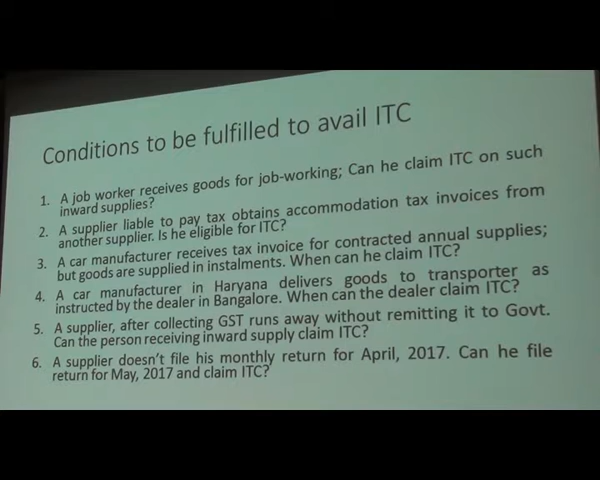 Conditions to be fulfilled to avail ITC
1. A job worker receives goods for job-working; Can he claim ITC on such
inward supplies?
2. A supplier liable to pay tax obtains accommodation tax invoices from
another supplier. Is he eligible for ITC?
3. A car manufacturer receives tax invoice for contracted annual supplies;
but goods are supplied in instalments. When can he claim ITC?
4. A car manufacturer in Haryana delivers goods to transporter as
instructed by the dealer in Bangalore. When can the dealer claim ITC?
5. A supplier, after collecting GST runs away without remitting it to Govt.
Can the person receiving inward supply claim ITC?
6. A supplier doesn't file his monthly return for April, 2017. Can he file
return for May, 2017 and claim ITC?